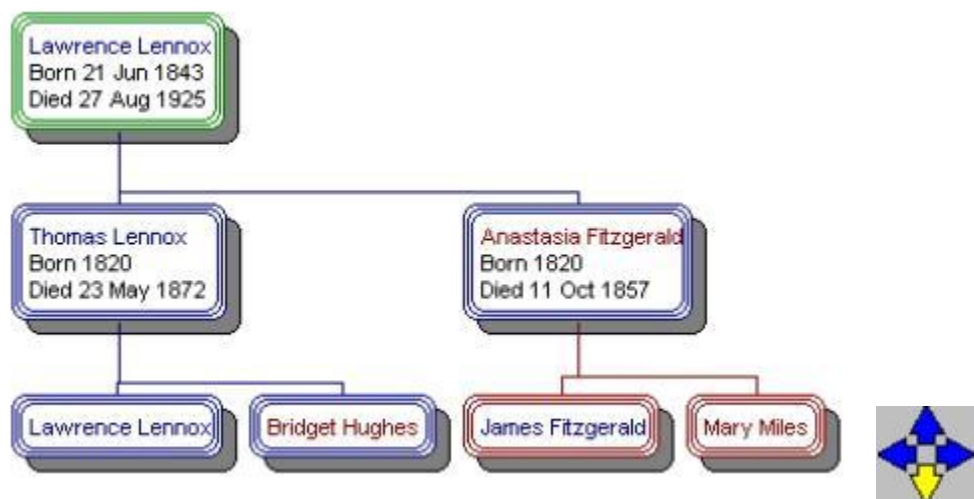 Lawrence Lennox
Born 21 Jun 1843
Died 27 Aug 1925
Thomas Lennox
Born 1820
Died 23 May 1872
Anastasia Fitzgerald
Born 1820
Died 11 Oct 1857
Lawrence Lennox
Bridget Hughes
James Fitzgerald
Mary Miles